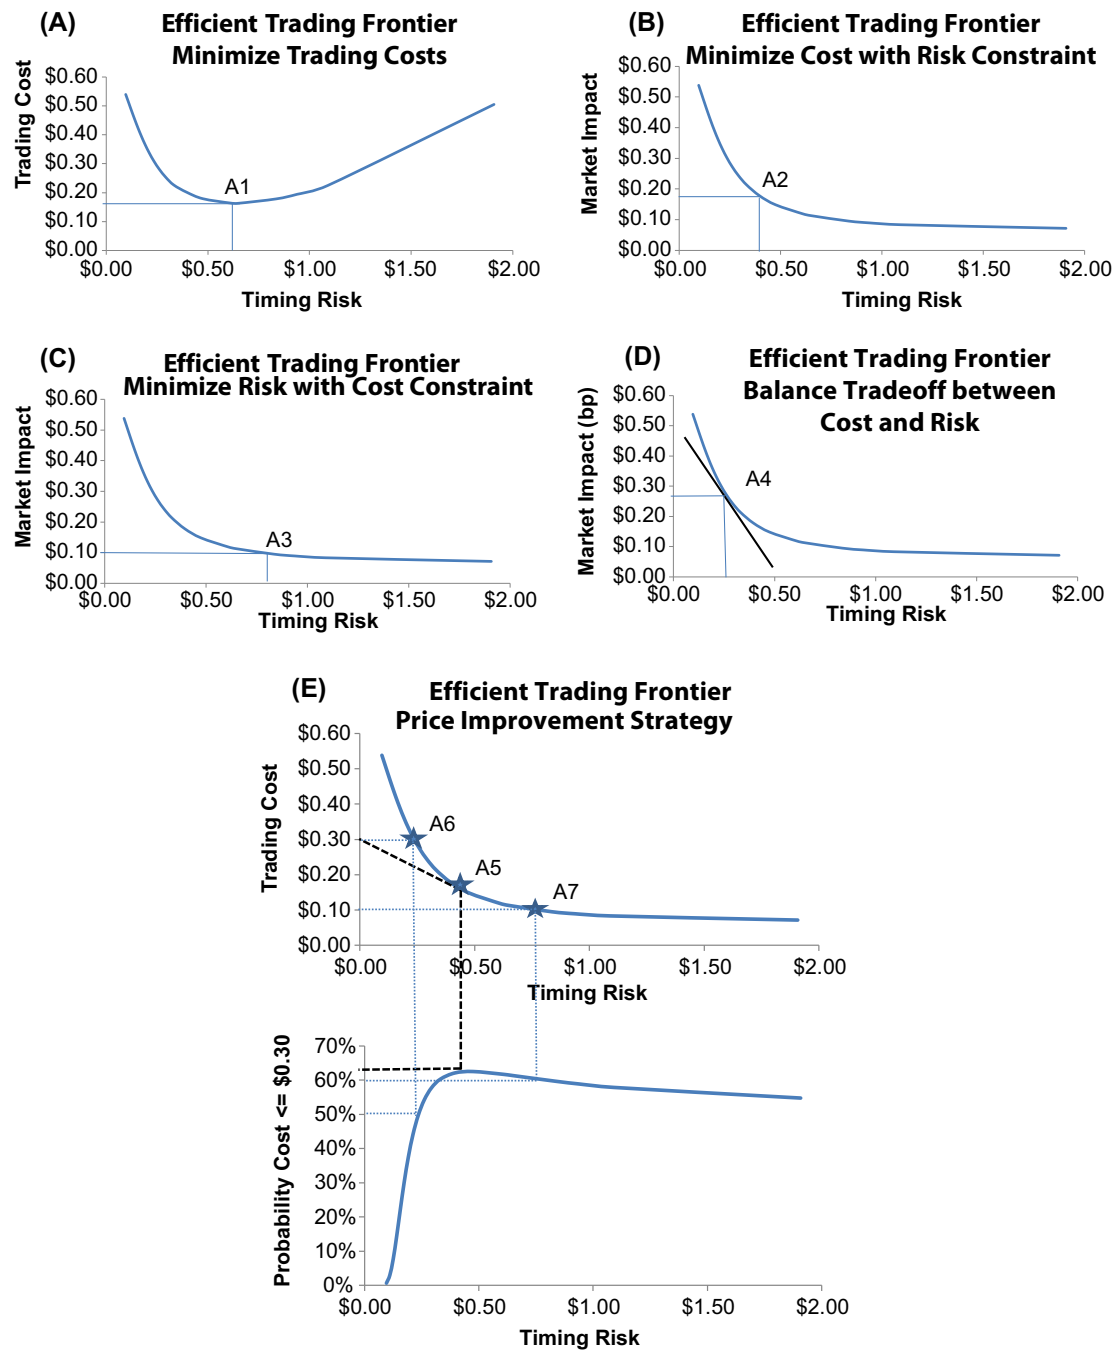 (A)
Efficient Trading Frontier
Minimize Trading Costs
Trading Cost
$0.60
$0.50
$0.40
$0.30
$0.20
$0.10
$0.00
A1
$0.00 $0.50 $1.00 $1.50 $2.00
Timing Risk
(B)
Efficient Trading Frontier
Minimize Cost with Risk Constraint
Market Impact
$0.60
$0.50
$0.40
$0.30
$0.20
$0.10
$0.00
A2
$0.00 $0.50 $1.00 $1.50 $2.00
Timing Risk
(C)
Efficient Trading Frontier
Minimize Risk with Cost Constraint
Market Impact
$0.60
$0.50
$0.40
$0.30
$0.20
$0.10
$0.00
A3
$0.00 $0.50 $1.00 $1.50 $2.00
Timing Risk
(D)
Efficient Trading Frontier
Balance Tradeoff between
Cost and Risk
Market Impact (bp)
$0.60
$0.50
$0.40
$0.30
$0.20
$0.10
$0.00
A4
$0.00 $0.50 $1.00 $1.50 $2.00
Timing Risk
(E)
Efficient Trading Frontier
Price Improvement Strategy
Trading Cost
$0.60
$0.50
$0.40
$0.30
$0.20
$0.10
$0.00
A6
A5
A7
$0.00 $0.50 $1.00 $1.50 $2.00
Timing Risk
Probability Cost <= $0.30
70%
60%
50%
40%
30%
20%
10%
0%
$0.00 $0.50 $1.00 $1.50 $2.00
Timing Risk